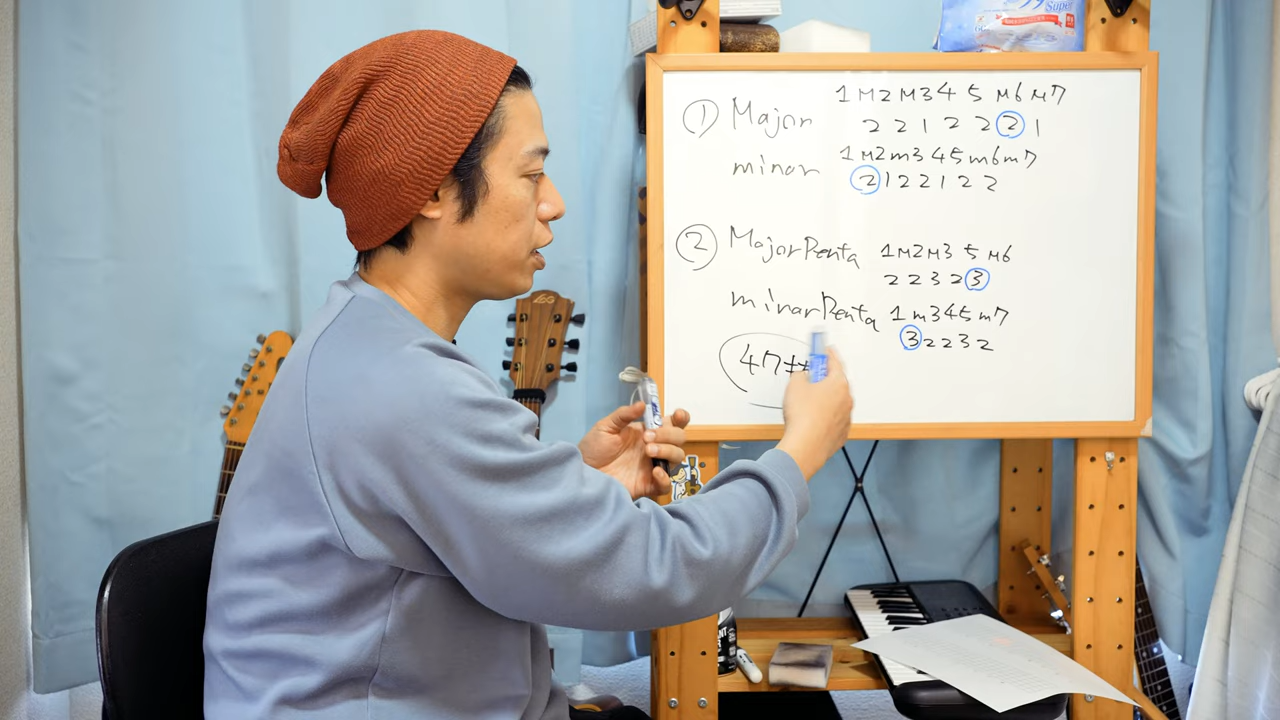 ① Major 1 M2 M3 4 5 M6 M7
2 2 1 2 2 2 1
minor 1 M2 m3 4 5 m6 m7
2 1 2 2 1 2 2
② MajorPenta 1 M2 M3 5 M6
2 2 3 2 3
minorPenta 1 m3 4 5 m7
3 2 2 3 2
Super